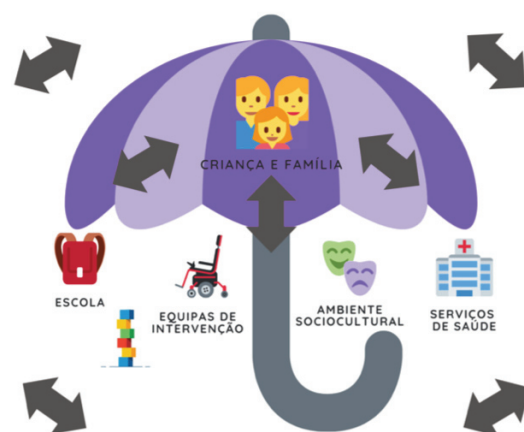 CRIANÇA E FAMÍLIA
ESCOLA
EQUIPAS DE
INTERVENÇÃO
AMBIENTE
SOCIOCULTURAL
SERVIÇOS
DE SAÚDE